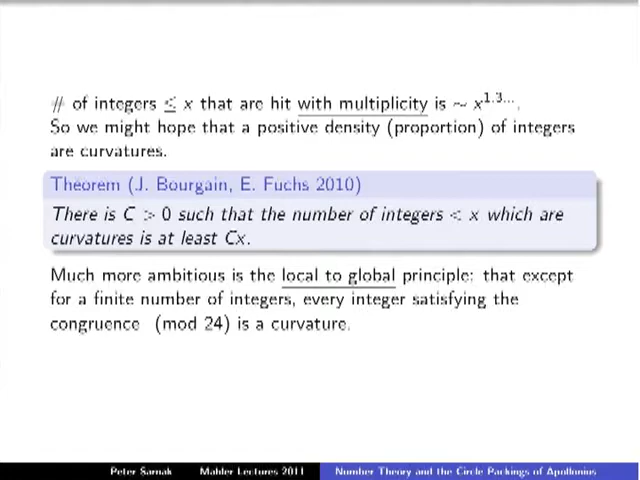 # of integers ≤ x that are hit with multiplicity is ∼ x^1.3....
So we might hope that a positive density (proportion) of integers
are curvatures.
Theorem (J. Bourgain, E. Fuchs 2010)
There is C > 0 such that the number of integers < x which are
curvatures is at least Cx.
Much more ambitious is the local to global principle: that except
for a finite number of integers, every integer satisfying the
congruence (mod 24) is a curvature.
Peter Sarnak Mahler Lectures 2011 Number Theory and the Circle Packings of Apollonius